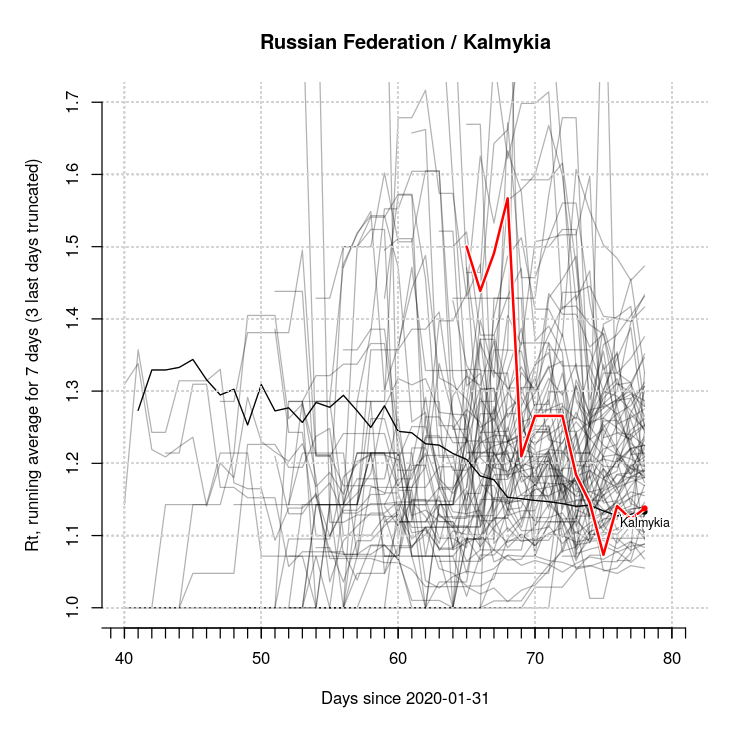 Russian Federation / Kalmykia
Rt, running average for 7 days (3 last days truncated)
1.7
1.6
1.5
1.4
1.3
1.2
1.1
1.0
Kalmykia
40 50 60 70 80
Days since 2020-01-31